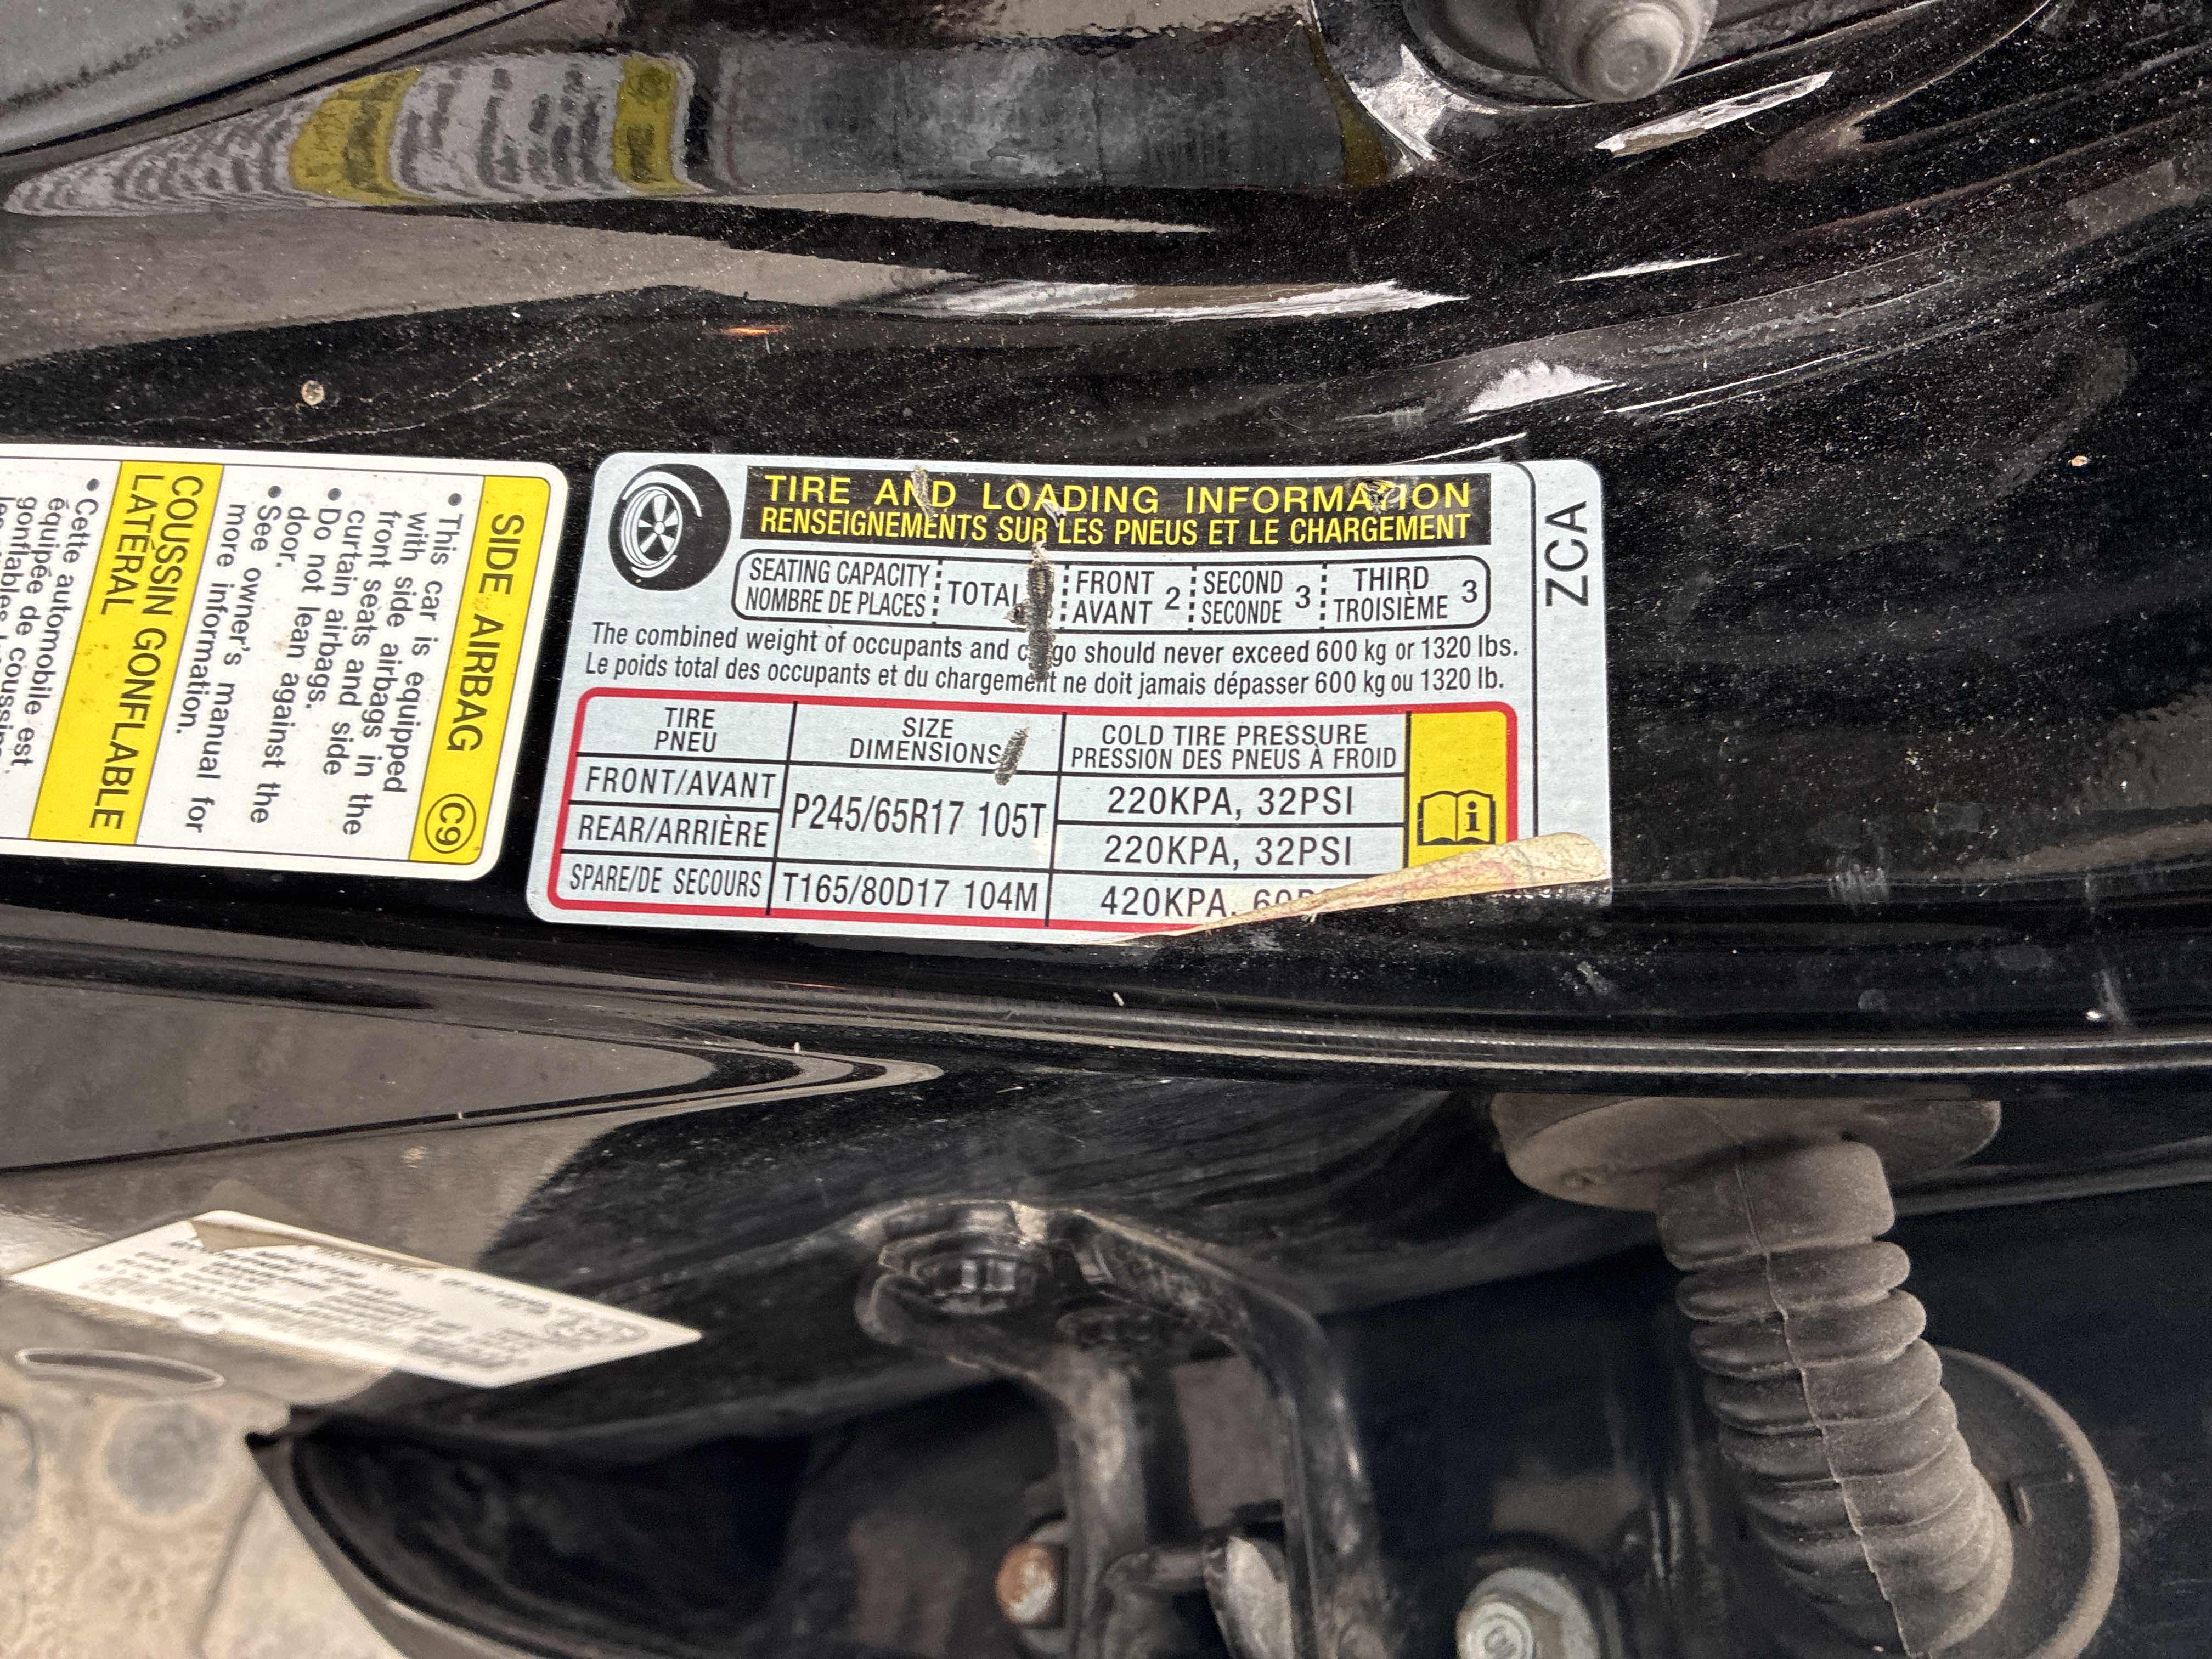 TIRE AND LOADING INFORMATION
RENSEIGNEMENTS SUR LES PNEUS ET LE CHARGEMENT
ZCA
SEATING CAPACITY
NOMBRE DE PLACES
TOTAL
FRONT
AVANT 2
SECOND
SECONDE 3
THIRD
TROISIÈME 3
The combined weight of occupants and should never exceed 600 kg or 1320 lbs.
Le poids total des occupants et du chargement ne doit jamais dépasser 600 kg ou 1320 lb.
TIRE
PNEU
SIZE
DIMENSIONS
COLD TIRE PRESSURE
PRESSION DES PNEUS À FROID
FRONT/AVANT
P245/65R17 105T
220KPA, 32PSI
REAR/ARRIÈRE
220KPA, 32PSI
SPARE/DE SECOURS
T165/80D17 104M
420KPA,
SIDE AIRBAG C9
• This car is equipped
with side airbags in the
front seats and side
curtain airbags.
• Do not lean against the
door.
• See owner's manual for
more information.
COUSSIN GONFLABLE
LATÉRAL
• Cette automobile est
équipée de coussins